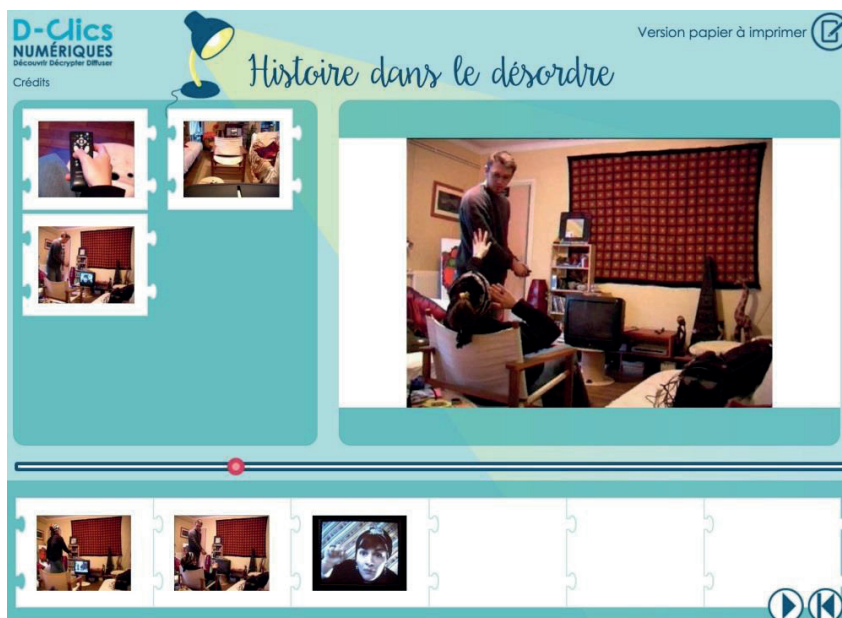 D-Clics
NUMÉRIQUES
Découvrir Décrypter Diffuser
Crédits
Histoire dans le désordre
Version papier à imprimer